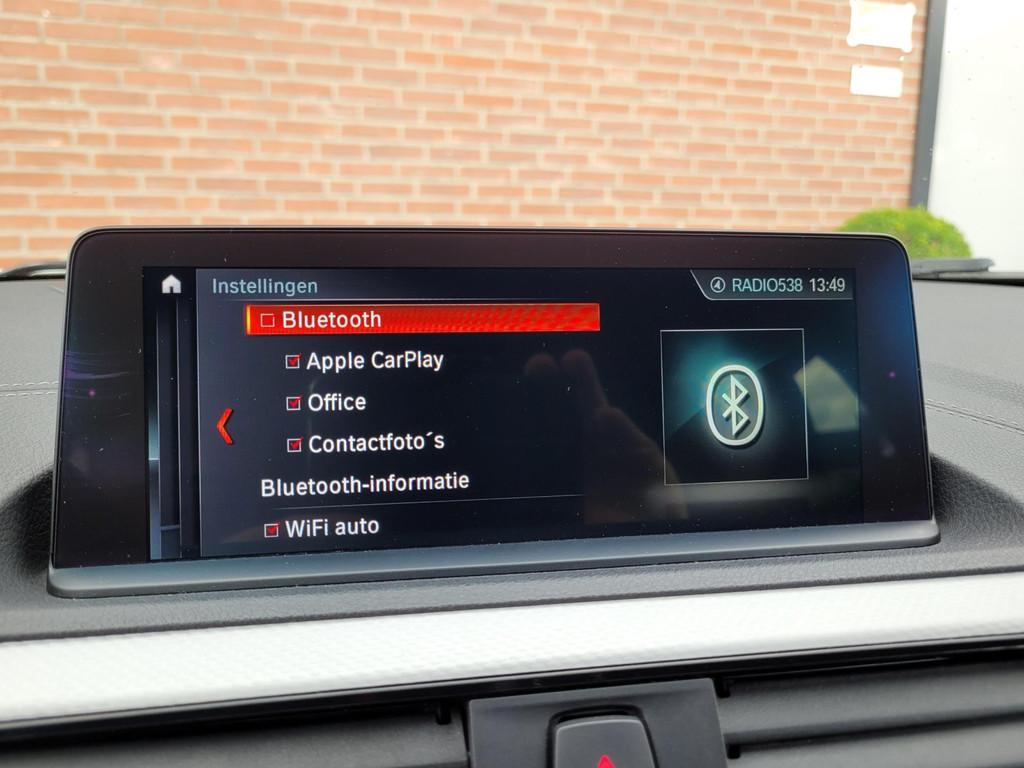 Instellingen
RADIO538 13:49
Bluetooth
Apple CarPlay
Office
Contactfoto´s
Bluetooth-informatie
WiFi auto